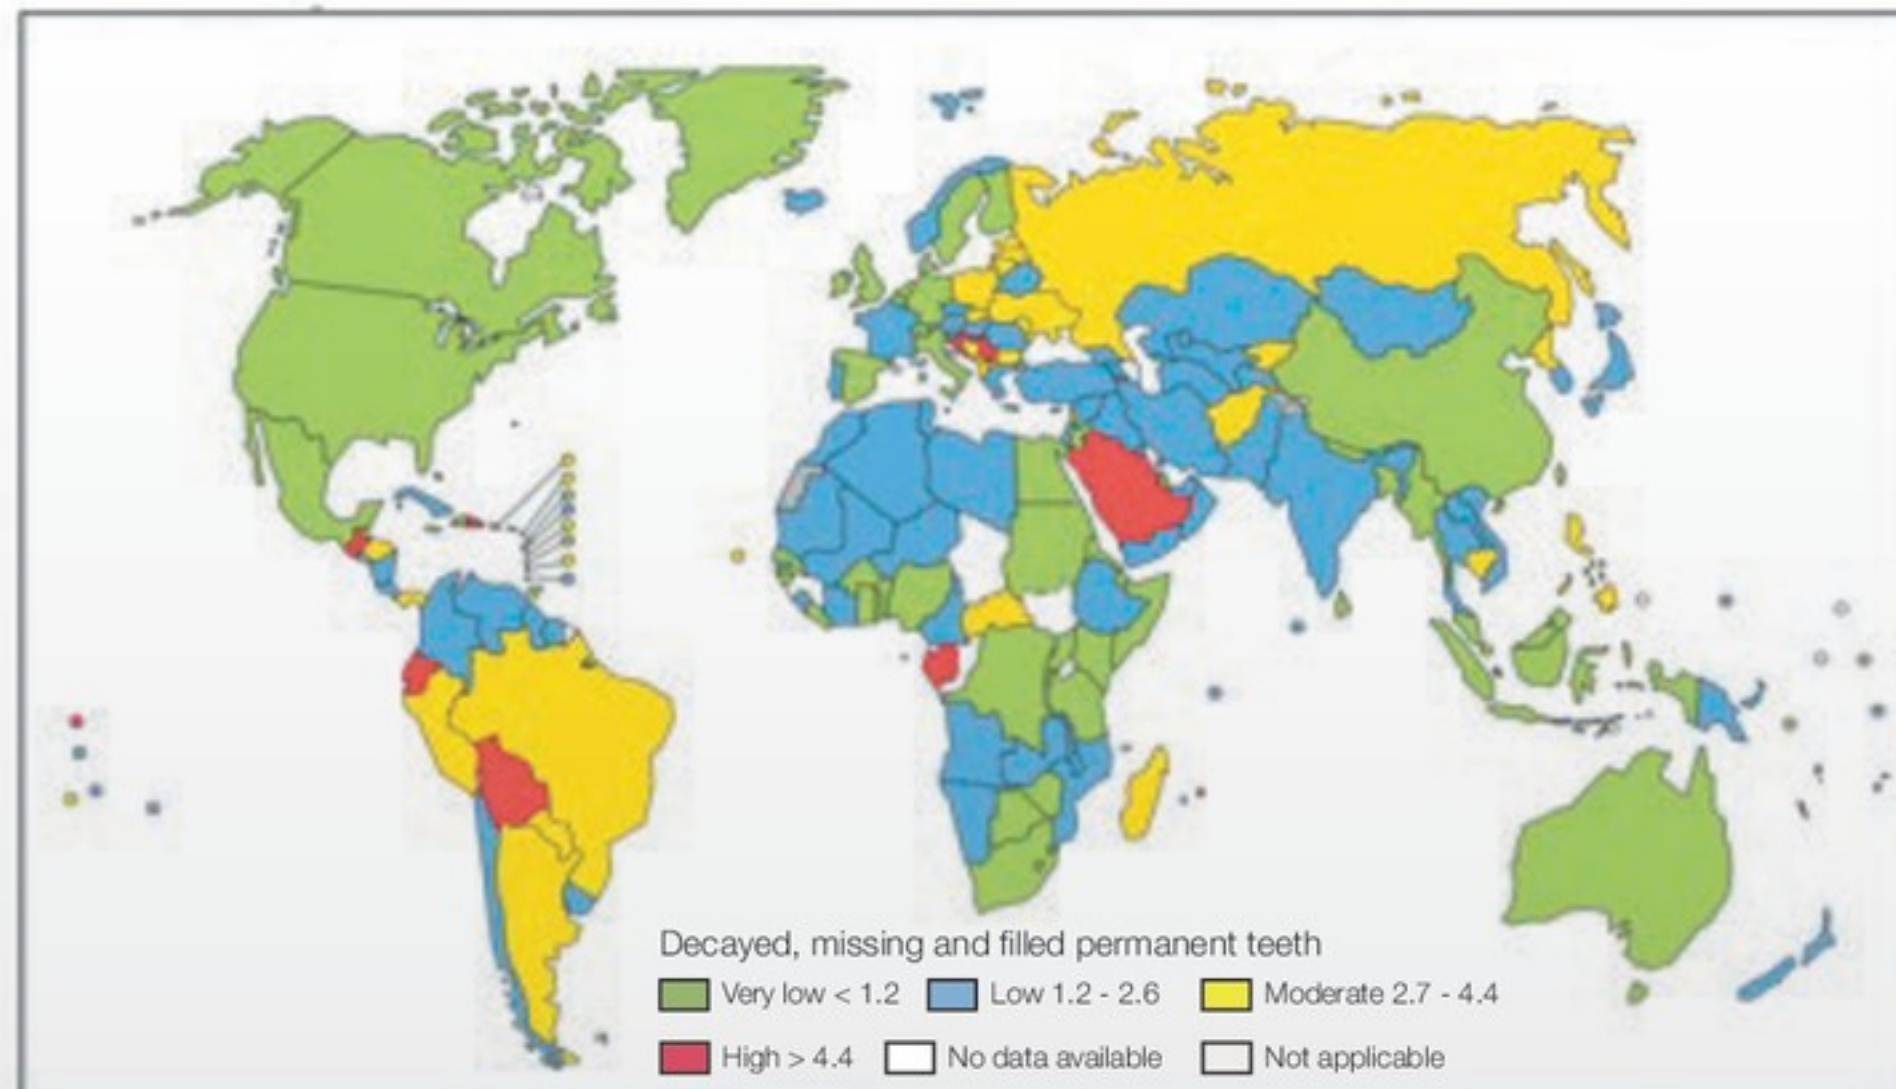 Decayed, missing and filled permanent teeth
Very low < 1.2 Low 1.2 - 2.6 Moderate 2.7 - 4.4
High > 4.4 No data available Not applicable